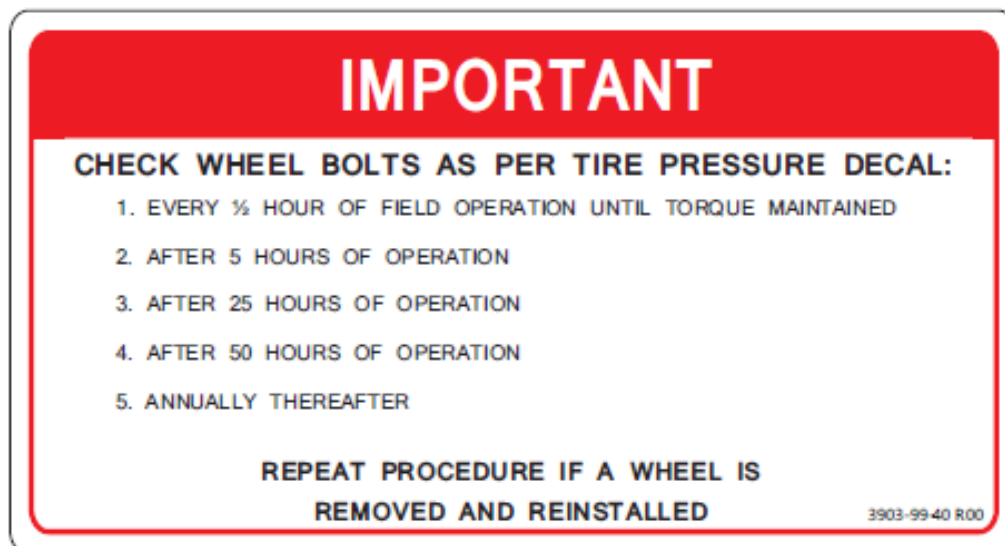 IMPORTANT
CHECK WHEEL BOLTS AS PER TIRE PRESSURE DECAL:
1. EVERY ½ HOUR OF FIELD OPERATION UNTIL TORQUE MAINTAINED
2. AFTER 5 HOURS OF OPERATION
3. AFTER 25 HOURS OF OPERATION
4. AFTER 50 HOURS OF OPERATION
5. ANNUALLY THEREAFTER
REPEAT PROCEDURE IF A WHEEL IS
REMOVED AND REINSTALLED
3903-99-40 R00